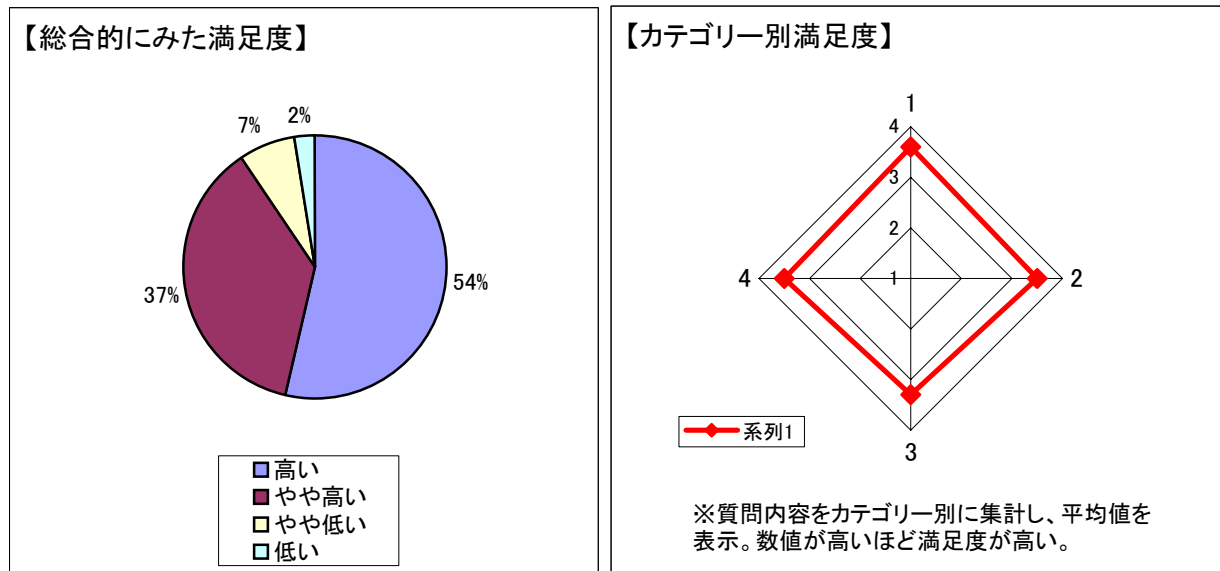 【総合的にみた満足度】
2%
7%
54%
37%
高い
やや高い
やや低い
低い
【カテゴリー別満足度】
1
4
3
2
4
1
2
系列1
3
※質問内容をカテゴリー別に集計し、平均値を
表示。数値が高いほど満足度が高い。